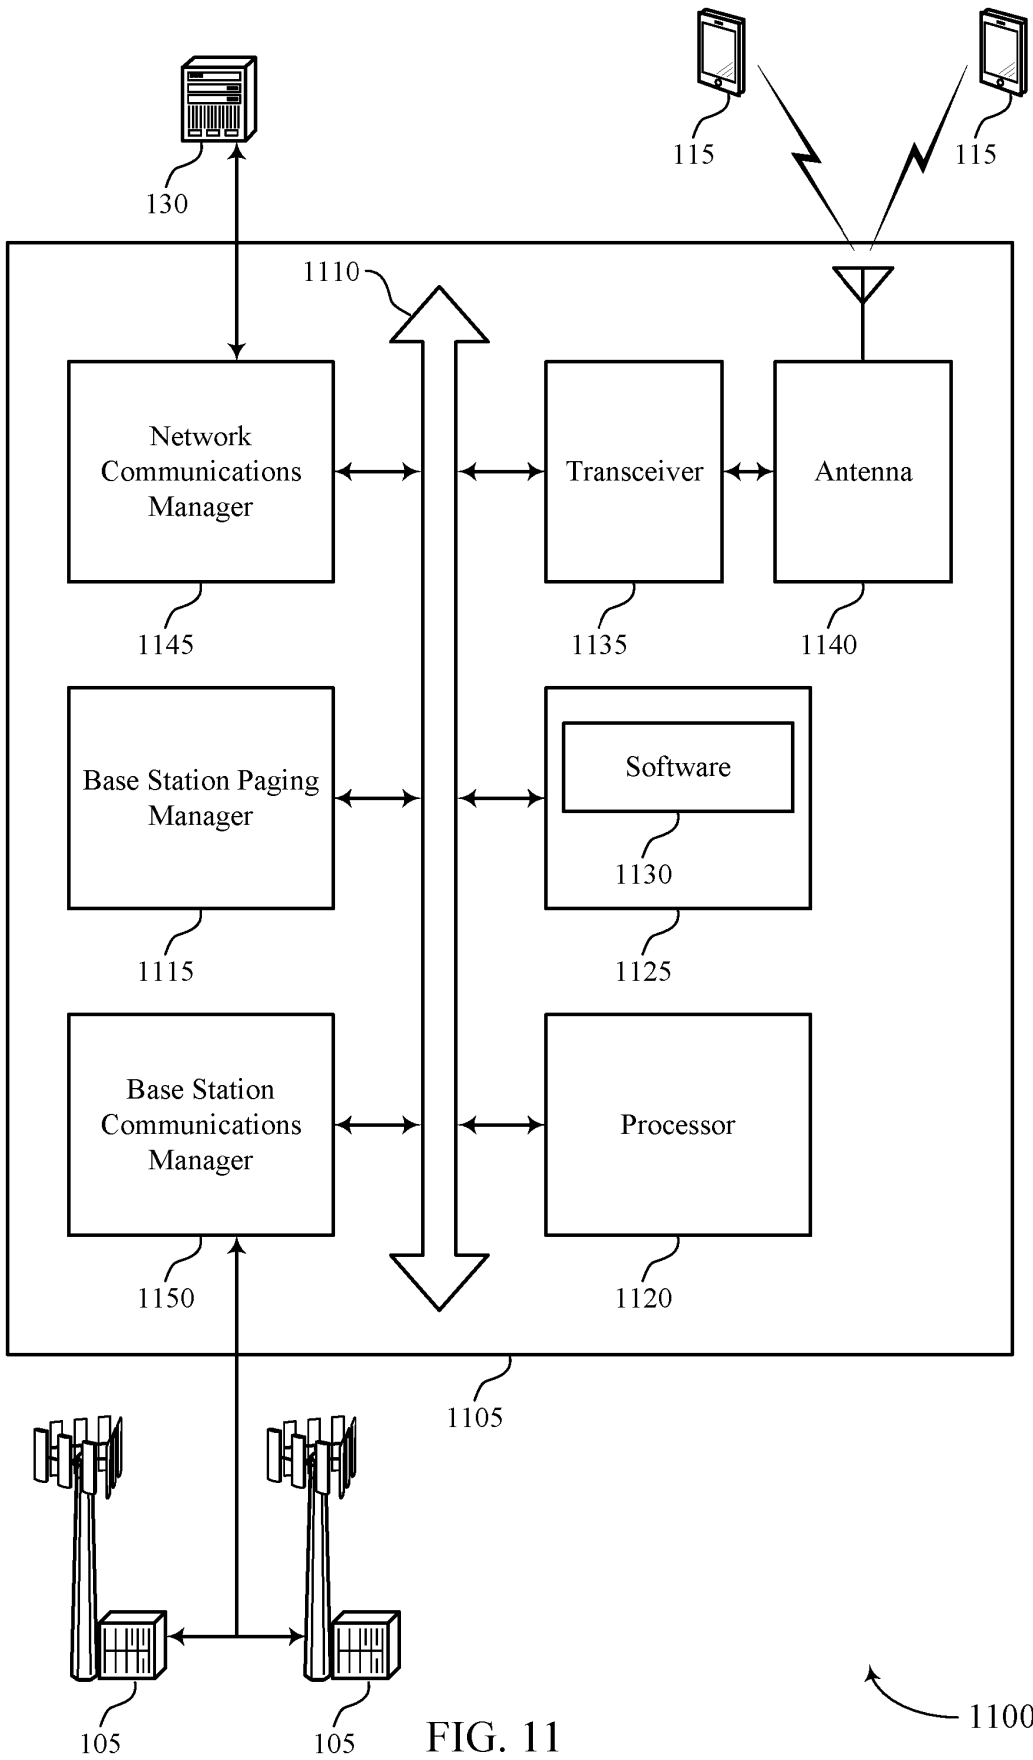 130
115
115
1110
Network
Communications
Manager
Transceiver
Antenna
1145
1135
1140
Base Station Paging
Manager
Software
1130
1115
1125
Base Station
Communications
Manager
Processor
1150
1120
1105
105
105
FIG. 11
1100